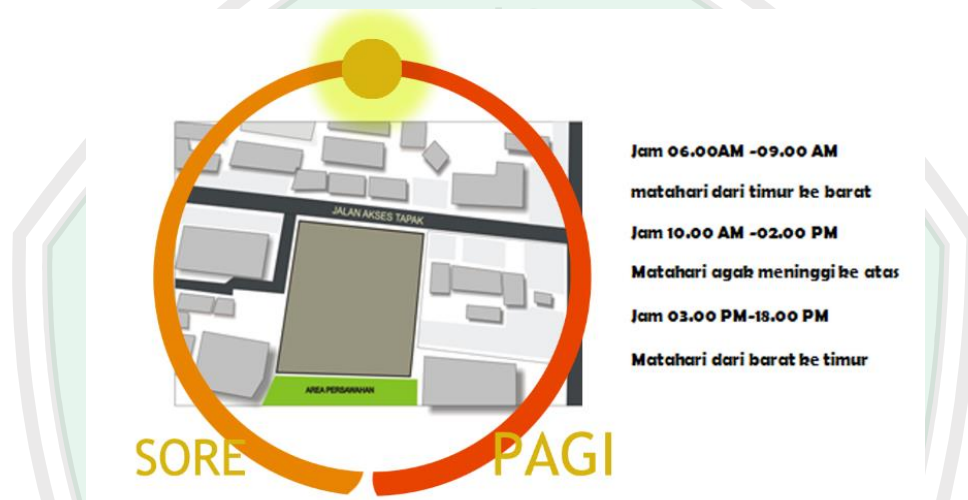 JALAN AKSES TAPAK
AREA PERSAWAHAN
SORE
PAGI
Jam 06.00AM -09.00 AM
matahari dari timur ke barat
Jam 10.00 AM -02.00 PM
Matahari agak meninggi ke atas
Jam 03.00 PM-18.00 PM
Matahari dari barat ke timur